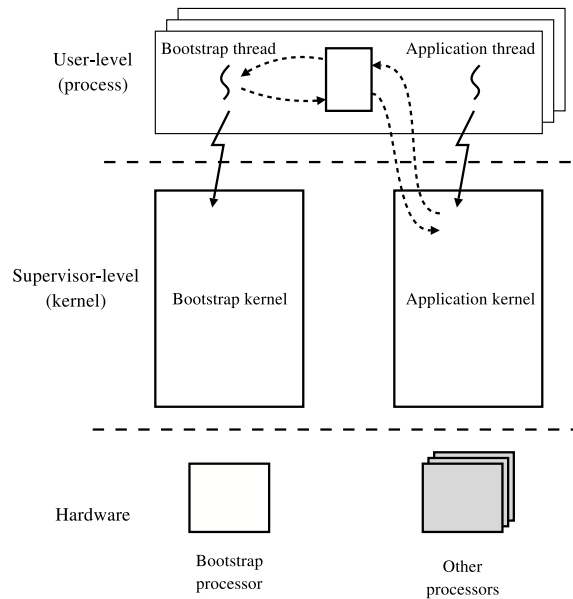 User-level
(process)
Bootstrap thread
Application thread
Supervisor-level
(kernel)
Bootstrap kernel
Application kernel
Hardware
Bootstrap
processor
Other
processors